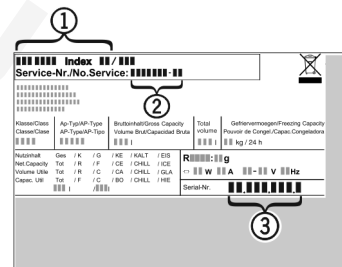 1
Index /
Service-Nr./No.Service: -
2
Klasse/Class Ap-Typ/AP-Type Bruttoinhalt/Gross Capacity Total Gefriervermoegen/Freezing Capacity
Classe/Clase AP-Type/AP-Tipo Volume Brut/Capacidad Bruta volume Pouvoir de Congel./Capac.Congeladora
l l kg / 24 h
Nutzinhalt Ges / K / G / KE / KALT / EIS
Net.Capacity Tot / R / F / CE / CHILL / ICE
Volume Utile Tot / R / C / CA / CHILL / GLA
Capac. Util Tot / F / C / BO / CHILL / HIE
l / l
R : g
W A - V Hz
Serial-Nr. . . .
3